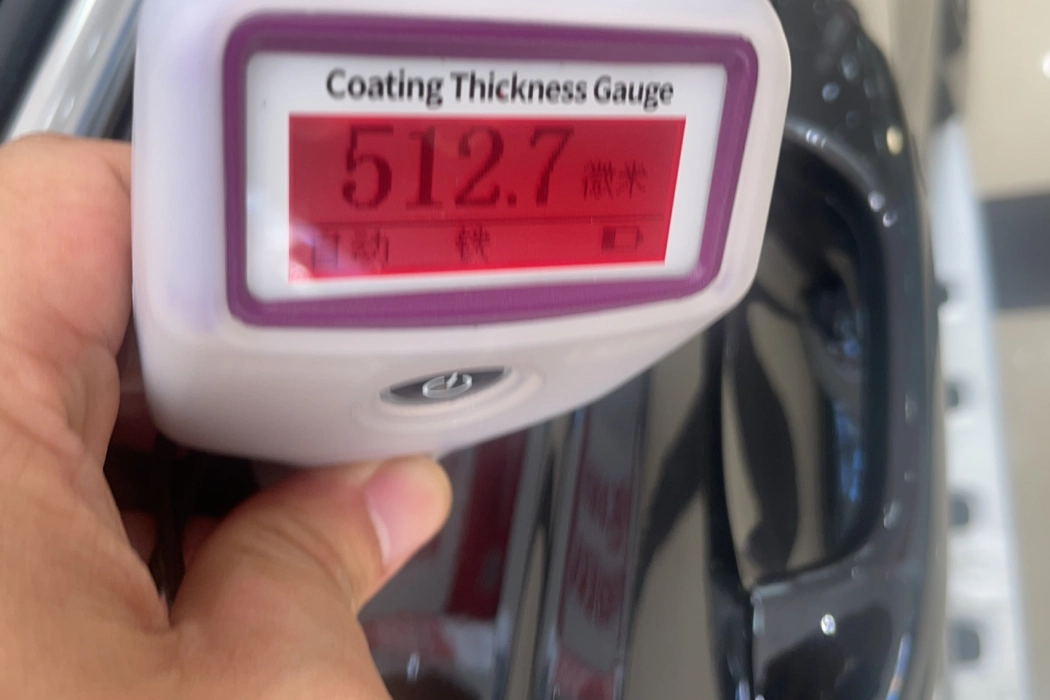 Coating Thickness Gauge
512.7 微米
自动 铁